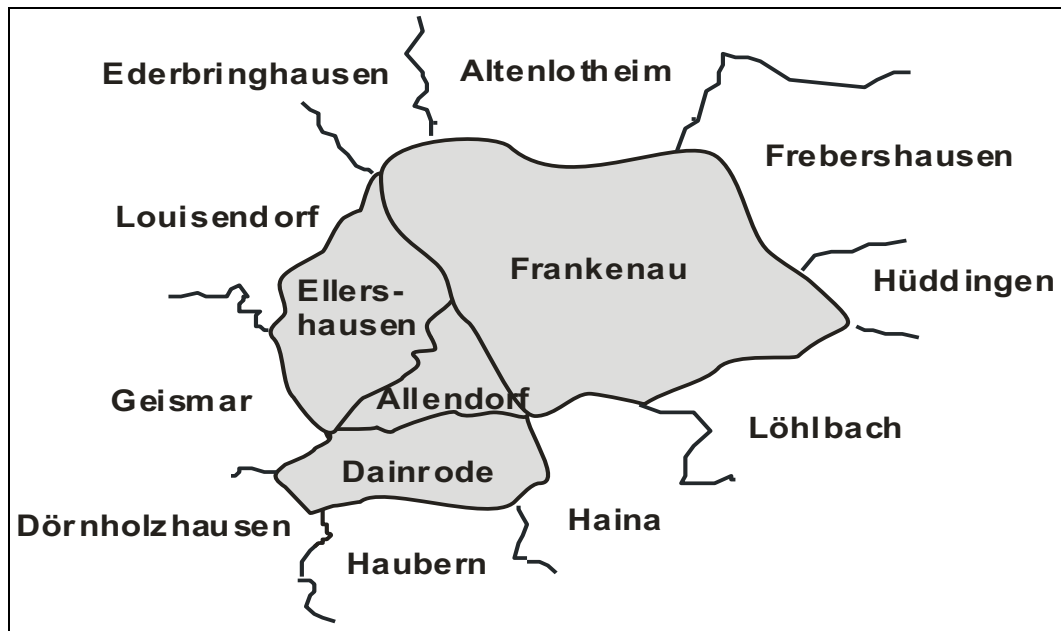 Ederbringhausen
Altenlotheim
Frebershausen
Louisendorf
Frankenau
Hüddingen
Ellers-
hausen
Geismar
Allendorf
Löhlbach
Dainrode
Dörnholzhausen
Haina
Haubern